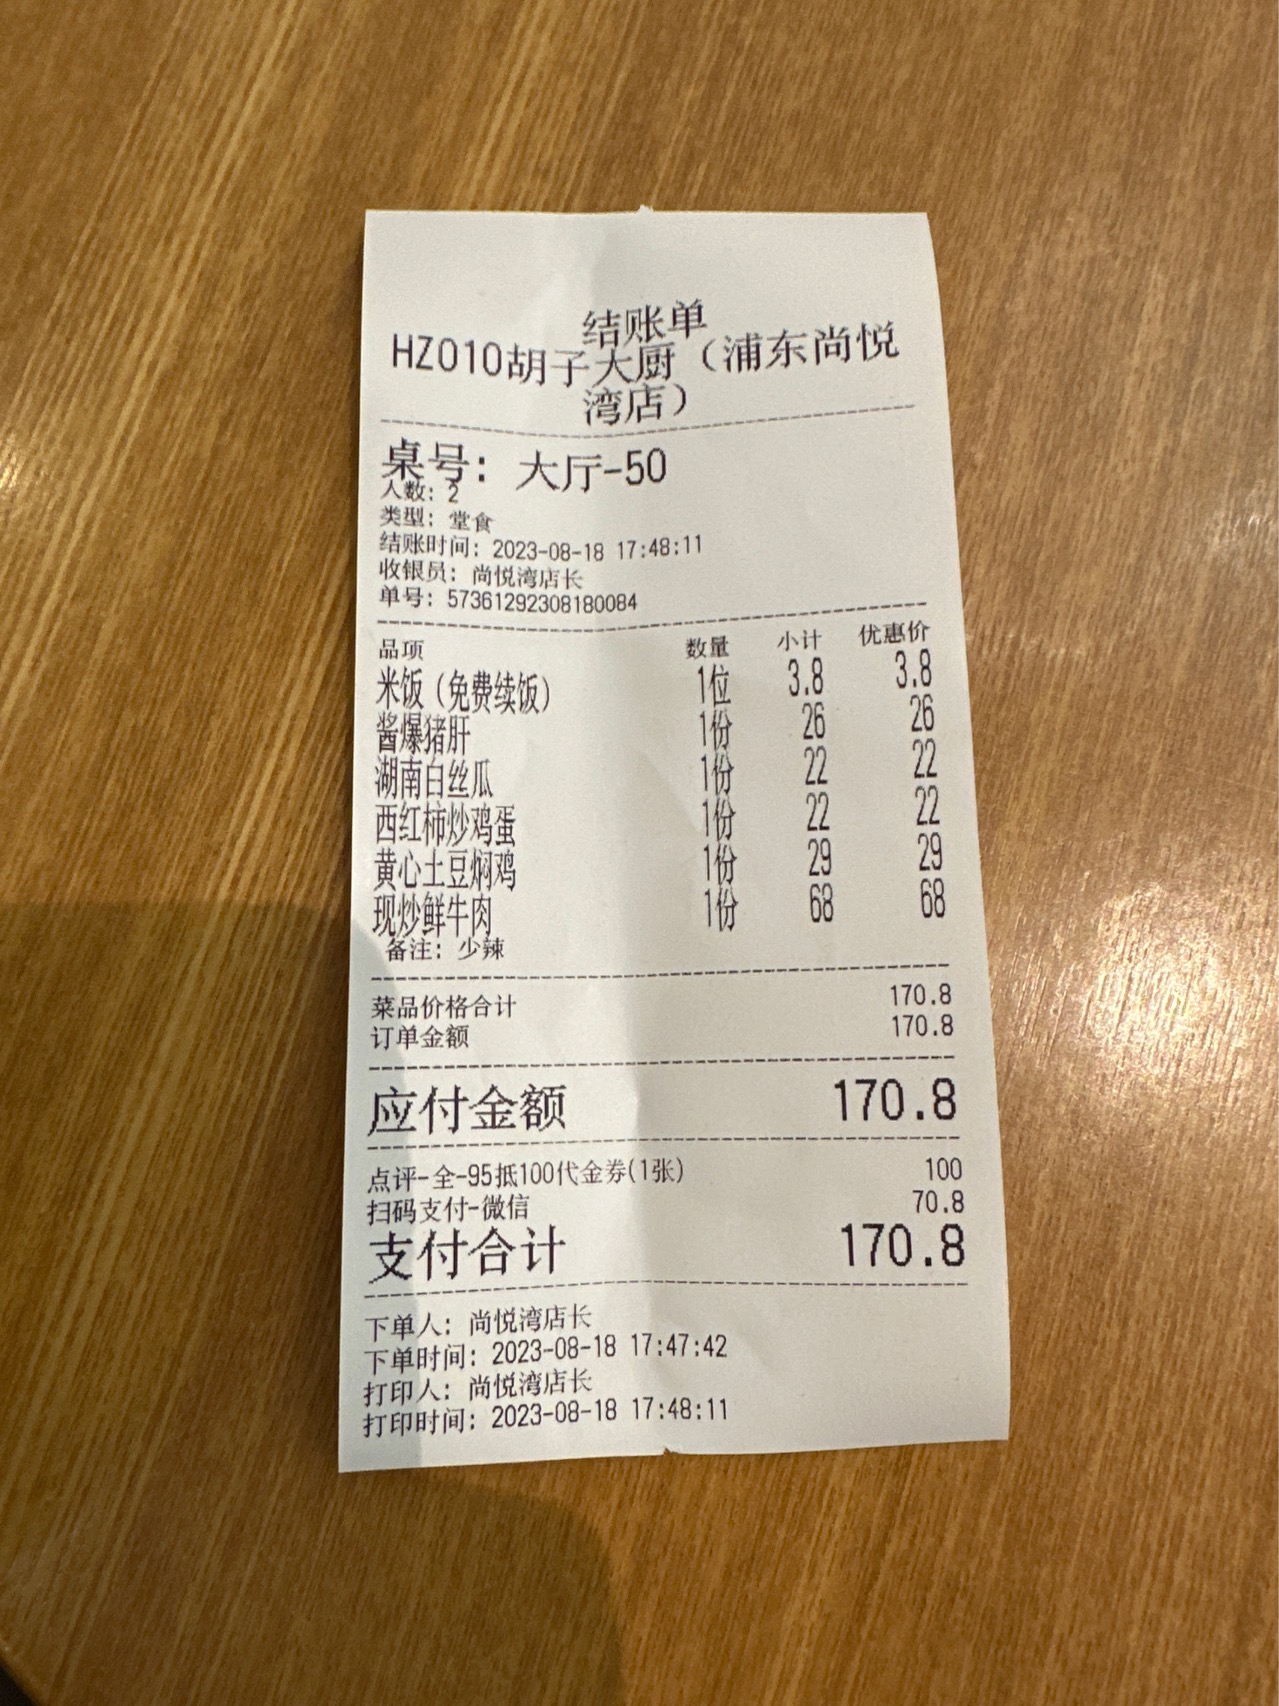 结账单
HZ010胡子大厨（浦东尚悦
湾店）
桌号：大厅-50
人数：2
类型：堂食
结账时间：2023-08-18 17:48:11
收银员：尚悦湾店长
单号：573612923081​80084
品项 数量 小计 优惠价
米饭（免费续饭） 1位 3.8 3.8
酱爆猪肝 1份 26 26
湖南白丝瓜 1份 22 22
西红柿炒鸡蛋 1份 22 22
黄心土豆焖鸡 1份 29 29
现炒鲜牛肉 1份 68 68
备注：少辣
菜品价格合计 170.8
订单金额 170.8
应付金额 170.8
点评-全-95抵100代金券(1张) 100
扫码支付-微信 70.8
支付合计 170.8
下单人：尚悦湾店长
下单时间：2023-08-18 17:47:42
打印人：尚悦湾店长
打印时间：2023-08-18 17:48:11